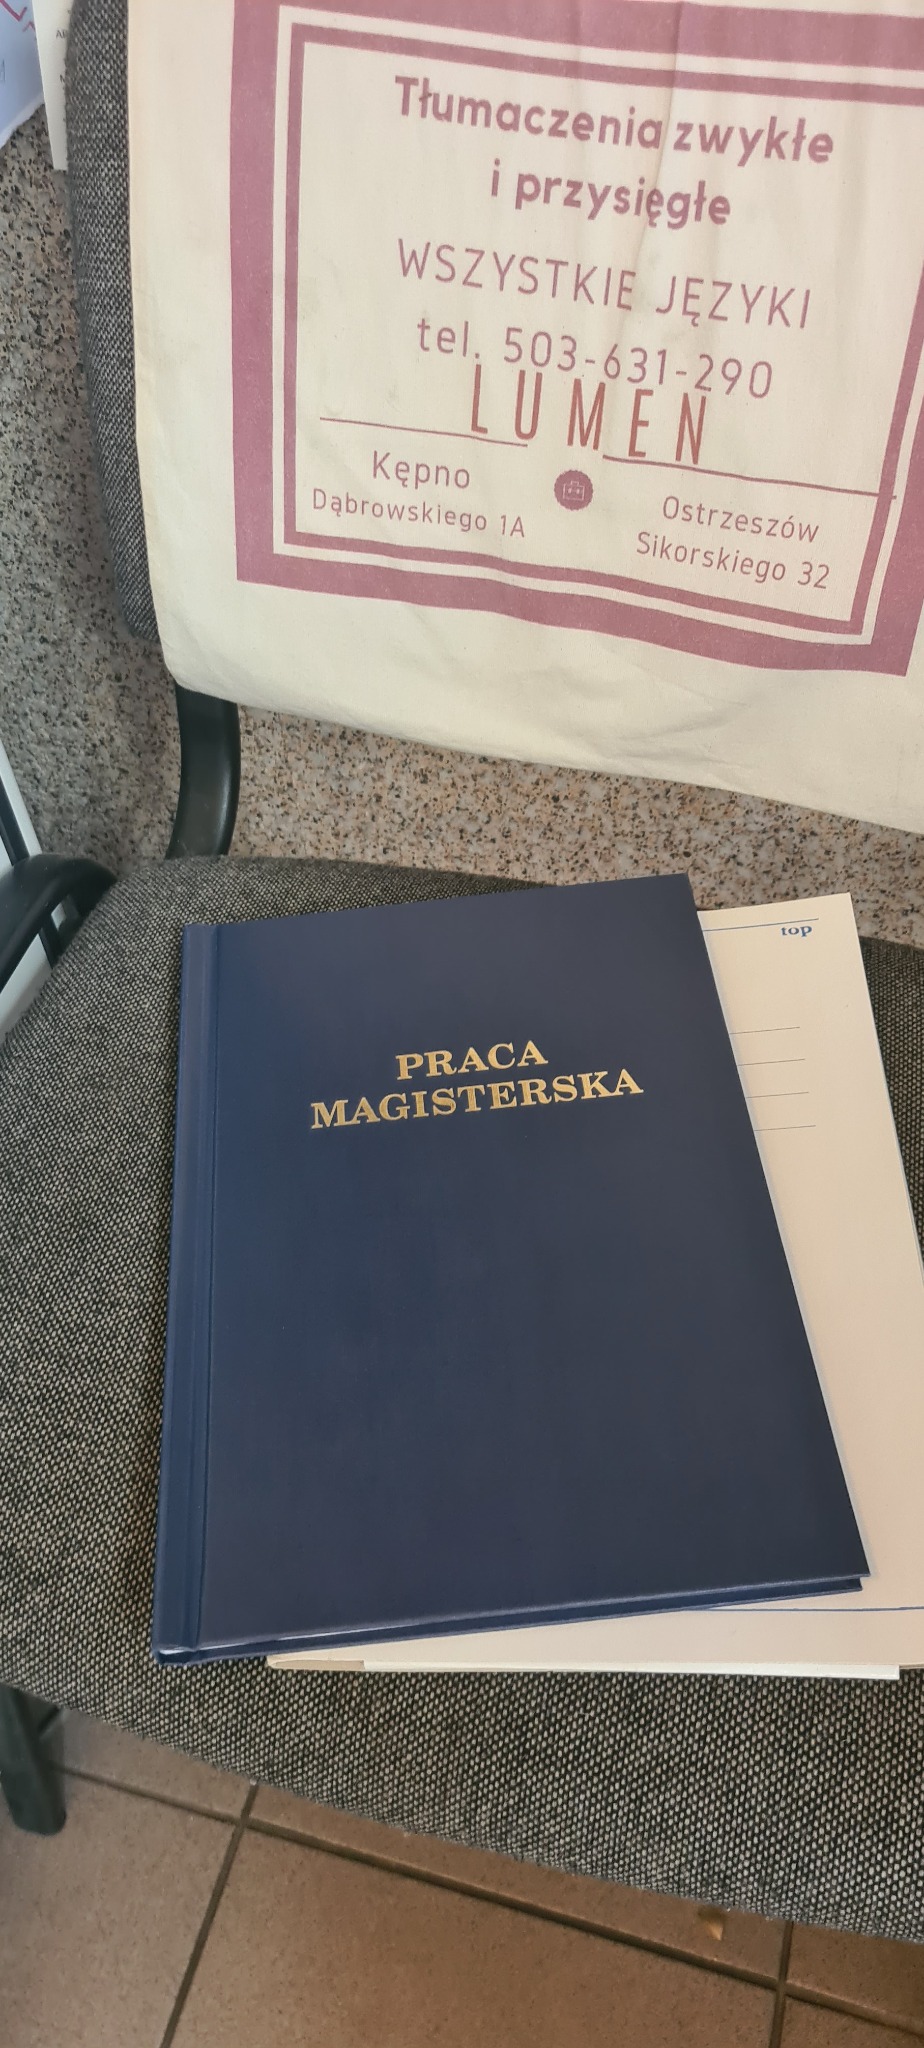 Tłumaczenia zwykłe
i przysięgłe
WSZYSTKIE JĘZYKI
tel. 503-631-290
LUMEN
Kępno
Dąbrowskiego 1A
Ostrzeszów
Sikorskiego 32
top
PRACA
MAGISTERSKA